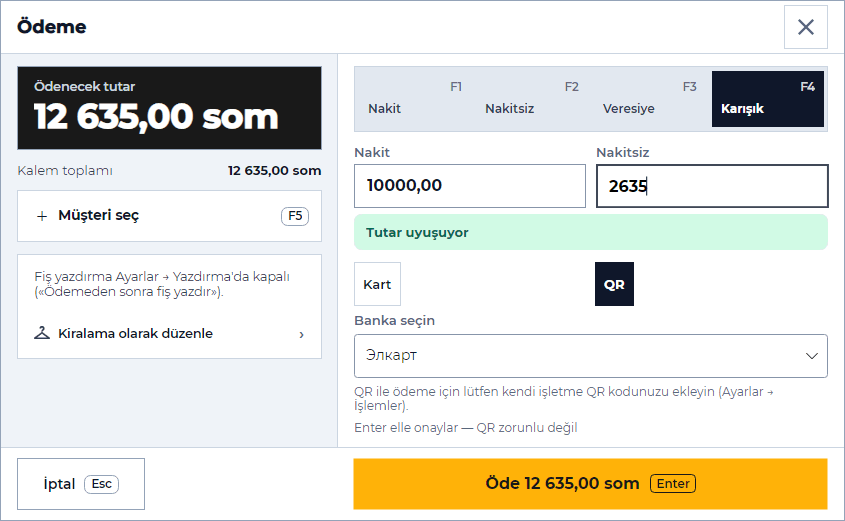 Ödeme
Ödenecek tutar
12 635,00 som
Kalem toplamı 12 635,00 som
+ Müşteri seç F5
Fiş yazdırma Ayarlar → Yazdırma'da kapalı
(«Ödemeden sonra fiş yazdır»).
Kiralama olarak düzenle ›
F1 F2 F3 F4
Nakit Nakitsiz Veresiye Karışık
Nakit Nakitsiz
10000,00 2635
Tutar uyuşuyor
Kart QR
Banka seçin
Элкарт
QR ile ödeme için lütfen kendi işletme QR kodunuzu ekleyin (Ayarlar →
İşlemler).
Enter elle onaylar — QR zorunlu değil
İptal Esc
Öde 12 635,00 som Enter